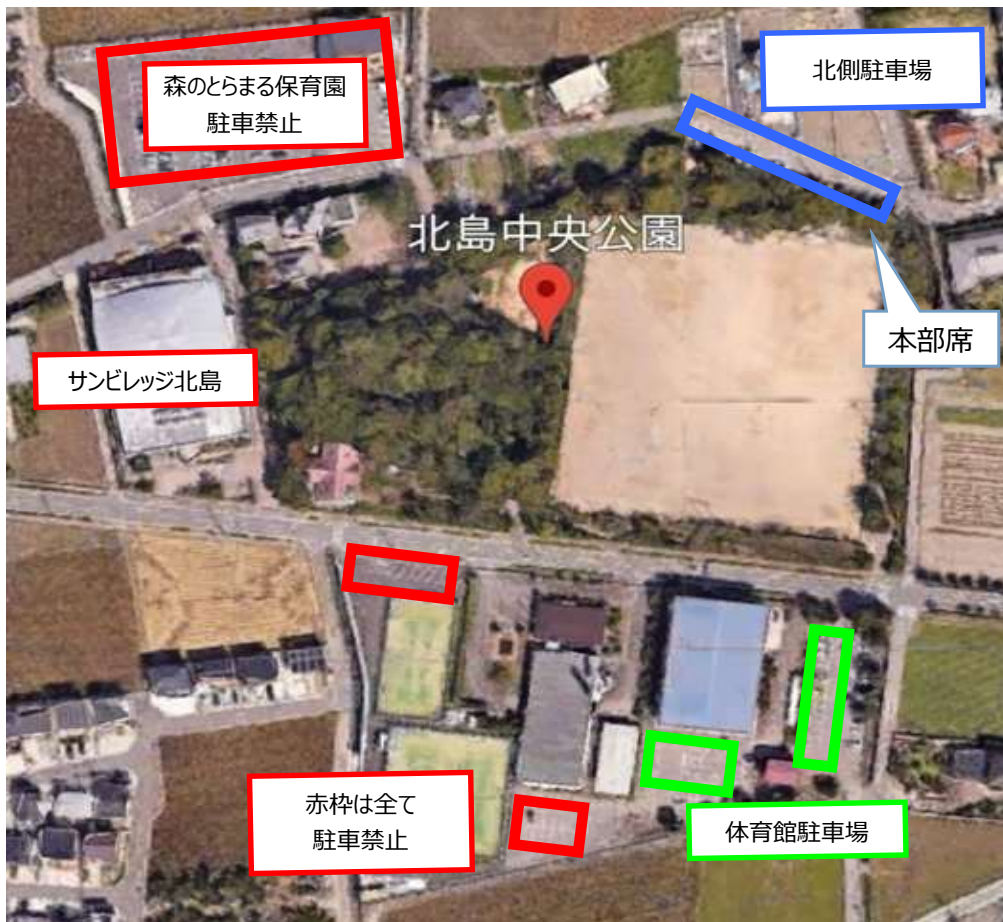 森のとらまる保育園
駐車禁止
北側駐車場
北島中央公園
本部席
サンビレッジ北島
赤枠は全て
駐車禁止
体育館駐車場